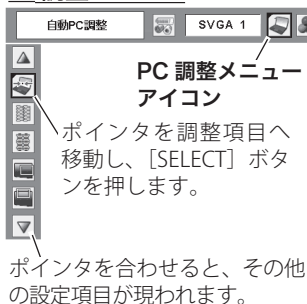 自動PC調整
SVGA 1
PC 調整メニュー
アイコン
ポインタを調整項目へ
移動し、［SELECT］ボタ
ンを押します。
ポインタを合わせると、その他
の設定項目が現われます。